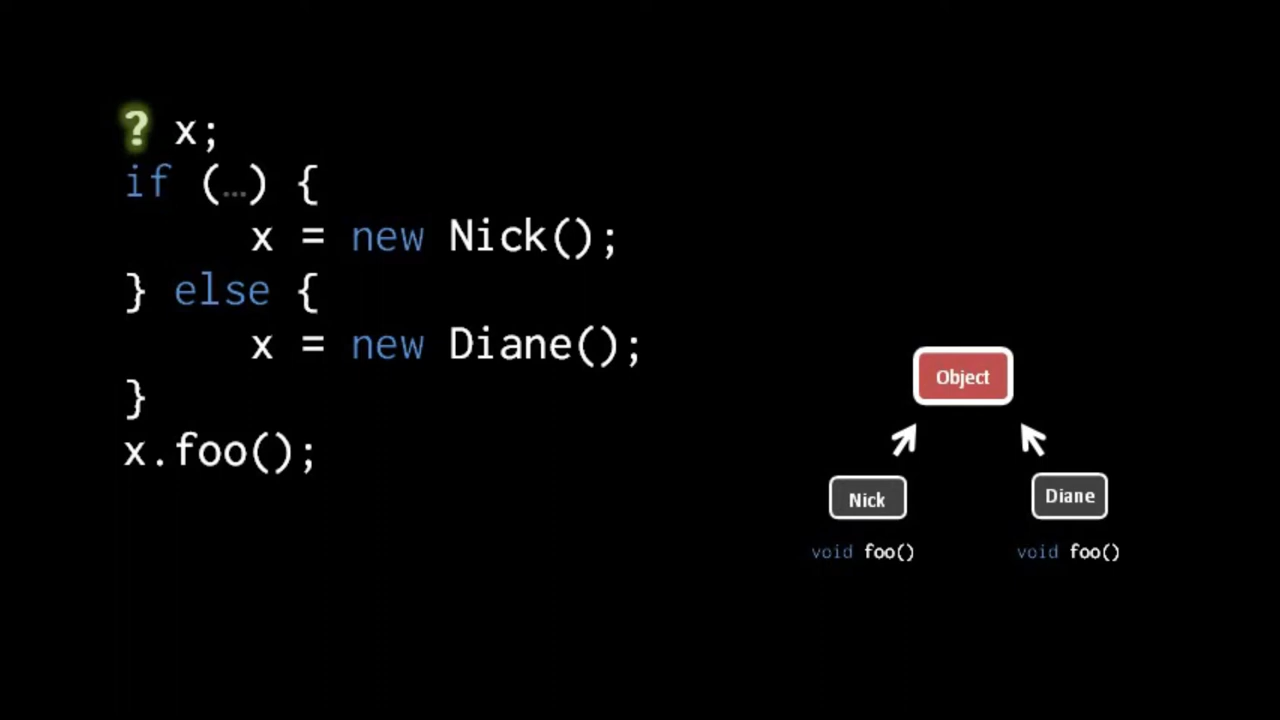 ? x;
if (…) {
x = new Nick();
} else {
x = new Diane();
}
x.foo();
Object
Nick
Diane
void foo()
void foo()